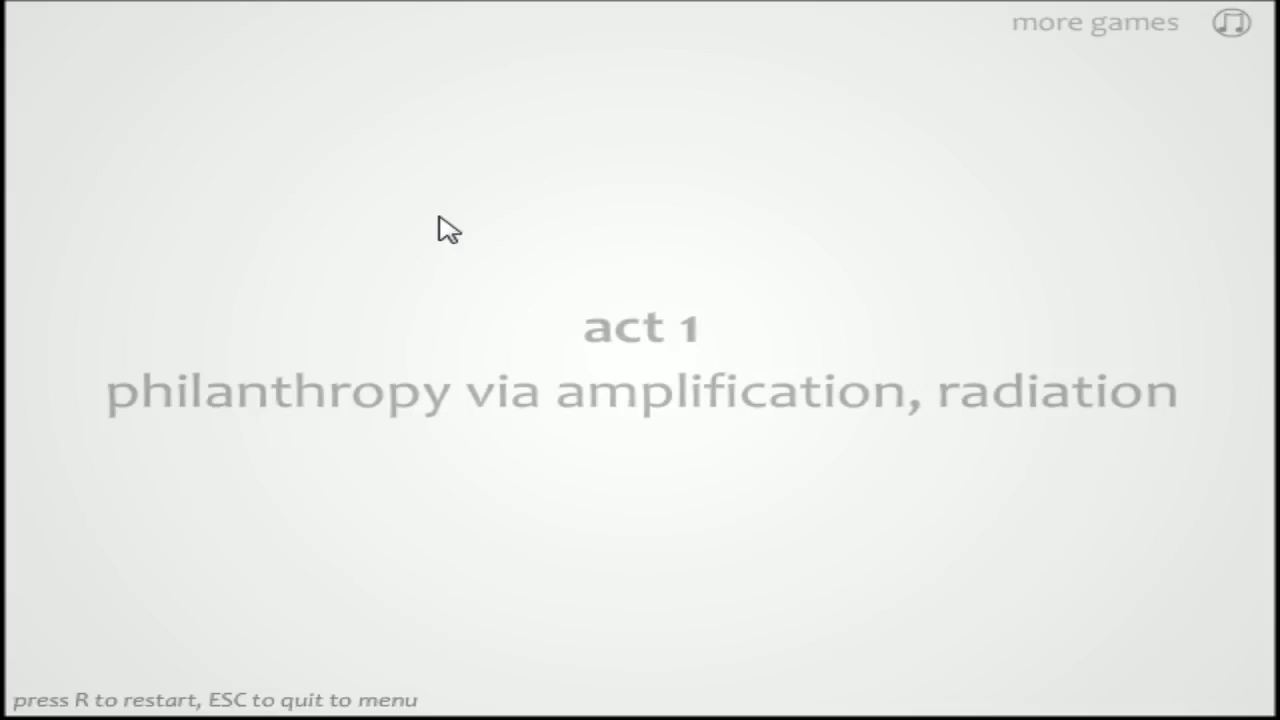 more games
act 1
philanthropy via amplification, radiation
press R to restart, ESC to quit to menu